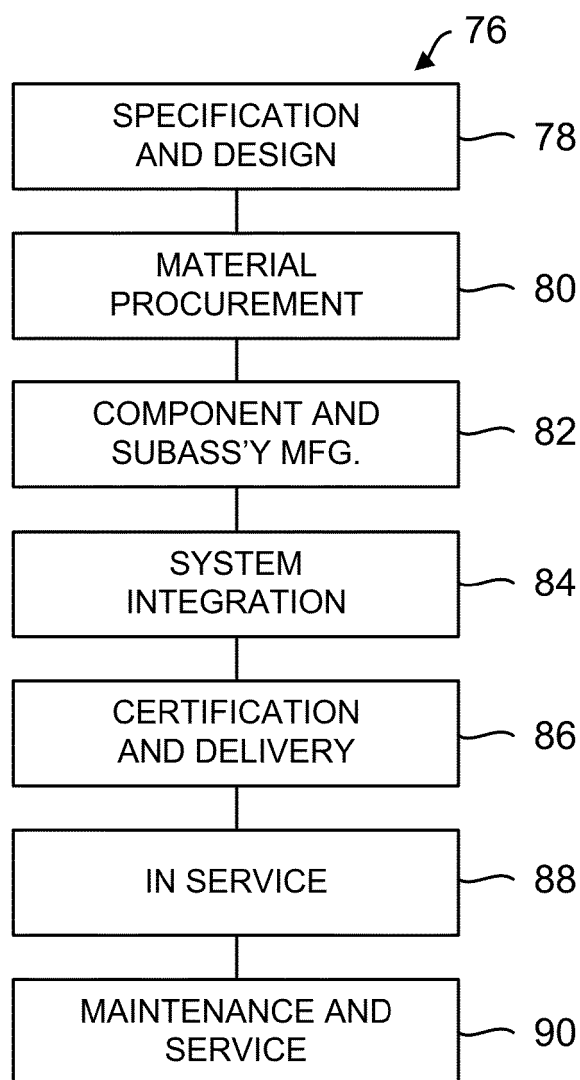 76
SPECIFICATION
AND DESIGN
78
MATERIAL
PROCUREMENT
80
COMPONENT AND
SUBASS'Y MFG.
82
SYSTEM
INTEGRATION
84
CERTIFICATION
AND DELIVERY
86
IN SERVICE
88
MAINTENANCE AND
SERVICE
90